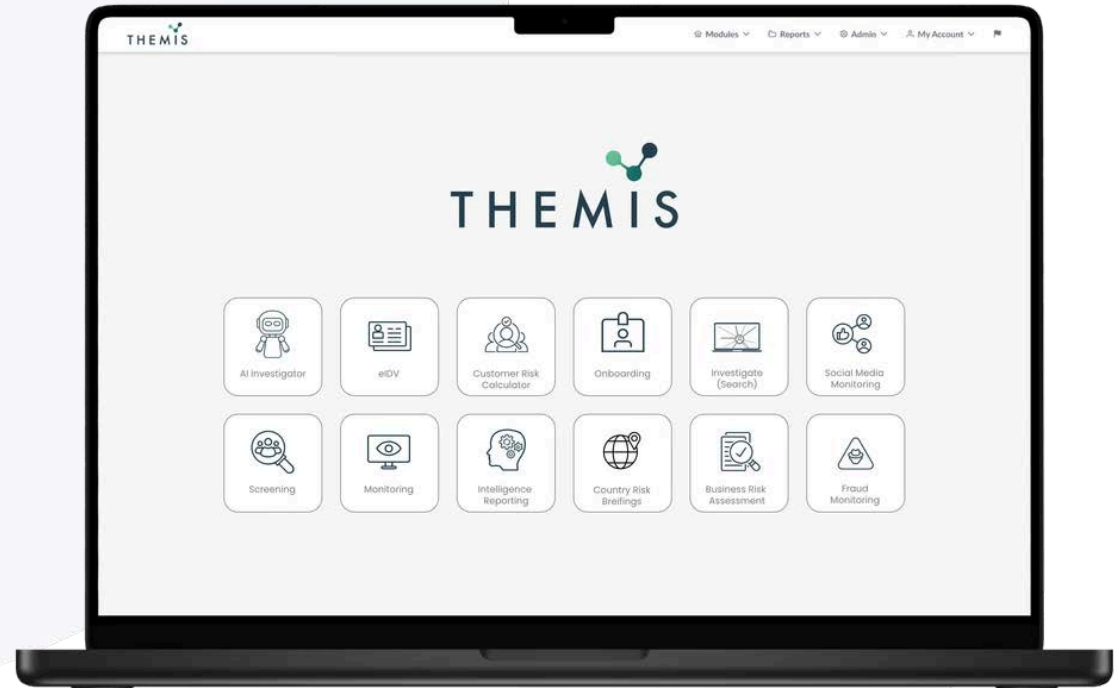 THEMIS
Modules
Reports
Admin
My Account
THEMIS
AI Investigator
eIDV
Customer Risk
Calculator
Onboarding
Investigate
(Search)
Social Media
Monitoring
Screening
Monitoring
Intelligence
Reporting
Country Risk
Breifings
Business Risk
Assessment
Fraud
Monitoring